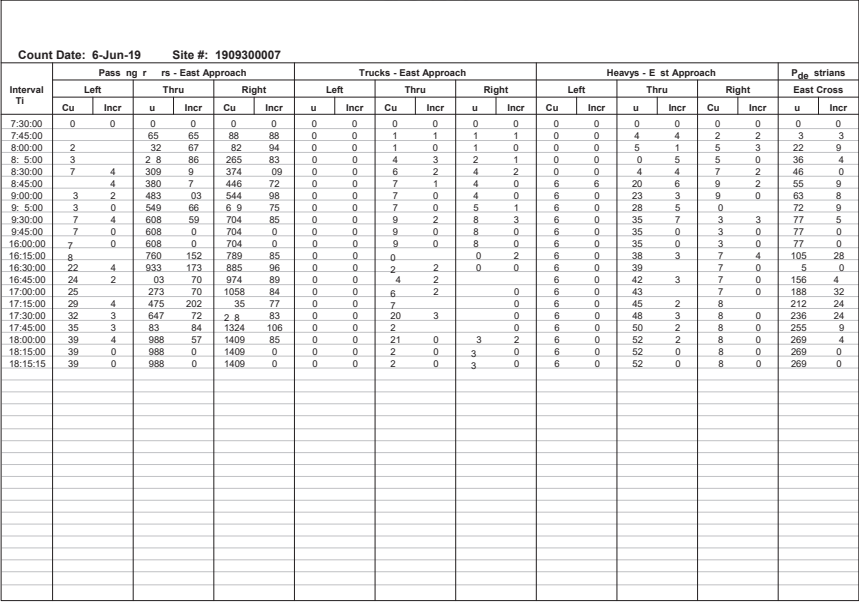 Count Date: 6-Jun-19 Site #: 1909300007
Pass ng r rs - East Approach Trucks - East Approach Heavys - E st Approach Pde strians
Interval Ti Left Thru Right Left Thru Right Left Thru Right East Cross
Cu Incr u Incr Cu Incr u Incr Cu Incr u Incr Cu Incr u Incr Cu Incr u Incr
7:30:00 0 0 0 0 0 0 0 0 0 0 0 0 0 0 0 0 0 0 0 0
7:45:00 65 65 88 88 0 0 1 1 1 1 0 0 4 4 2 2 3 3
8:00:00 2 32 67 82 94 0 0 1 0 1 0 0 0 5 1 5 3 22 9
8: 5:00 3 2 8 86 265 83 0 0 4 3 2 1 0 0 5 5 0 36 4
8:30:00 7 4 309 9 374 09 0 0 6 2 4 2 0 0 4 4 7 2 46 0
8:45:00 4 380 7 446 72 0 0 7 1 4 0 6 6 20 6 9 2 55 9
9:00:00 3 2 483 03 544 98 0 0 7 0 4 0 6 0 23 3 9 0 63 8
9: 5:00 3 0 549 66 6 9 75 0 0 7 0 5 1 6 0 28 5 0 72 9
9:30:00 7 4 608 59 704 85 0 0 9 2 8 3 6 0 35 7 3 3 77 5
9:45:00 7 0 608 0 704 0 0 0 9 0 8 0 6 0 35 0 3 0 77 0
16:00:00 7 0 608 0 704 0 0 0 9 0 8 0 6 0 35 0 3 0 77 0
16:15:00 8 760 152 789 85 0 0 0 0 2 6 0 38 3 7 4 105 28
16:30:00 22 4 933 173 885 96 0 0 2 2 0 0 6 0 39 7 0 5 0
16:45:00 24 2 03 70 974 89 0 0 4 2 0 6 0 42 3 7 0 156 4
17:00:00 25 273 70 1058 84 0 0 6 2 0 6 0 43 7 0 188 32
17:15:00 29 4 475 202 35 77 0 0 7 0 6 0 45 2 8 212 24
17:30:00 32 3 647 72 2 8 83 0 0 20 3 0 6 0 48 3 8 0 236 24
17:45:00 35 3 83 84 1324 106 0 0 2 0 6 0 50 2 8 0 255 9
18:00:00 39 4 988 57 1409 85 0 0 21 0 3 2 6 0 52 2 8 0 269 4
18:15:00 39 0 988 0 1409 0 0 0 2 0 3 0 6 0 52 0 8 0 269 0
18:15:15 39 0 988 0 1409 0 0 0 2 0 3 0 6 0 52 0 8 0 269 0